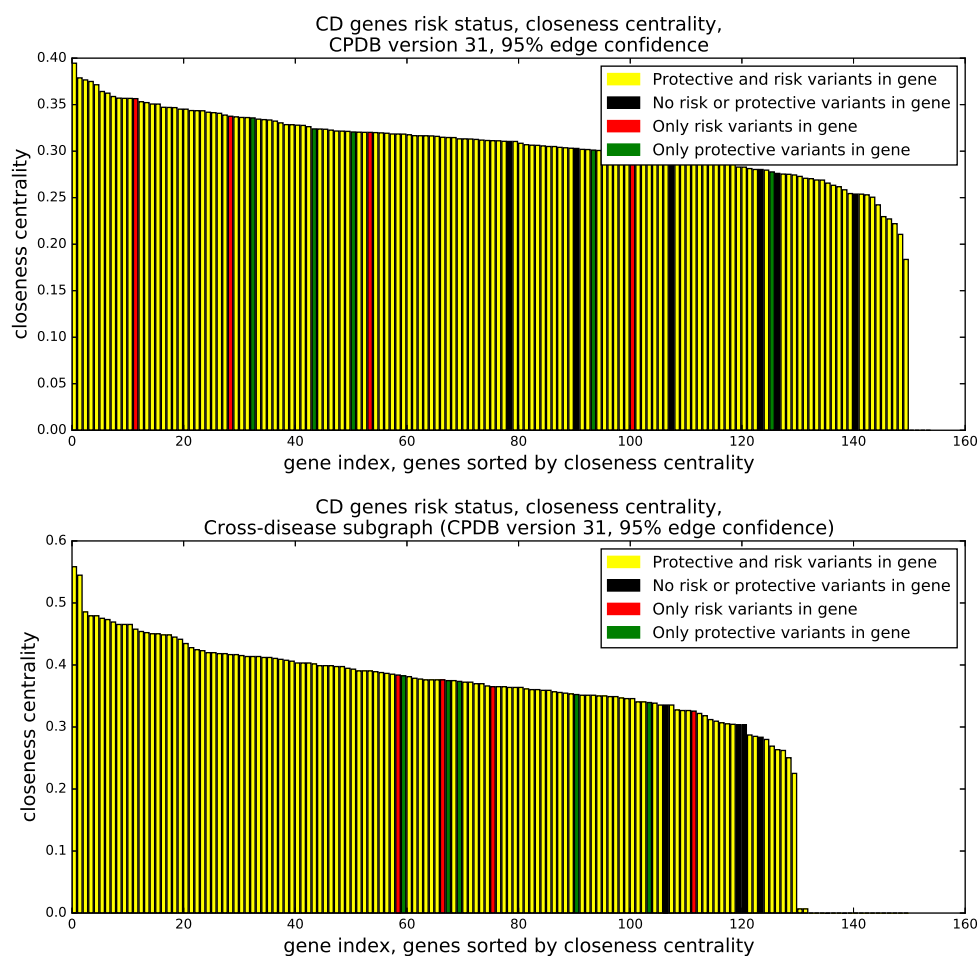 CD genes risk status, closeness centrality,
CPDB version 31, 95% edge confidence
0.40
0.35
0.30
0.25
0.20
0.15
0.10
0.05
0.00
closeness centrality
Protective and risk variants in gene
No risk or protective variants in gene
Only risk variants in gene
Only protective variants in gene
0 20 40 60 80 100 120 140 160
gene index, genes sorted by closeness centrality
CD genes risk status, closeness centrality,
Cross-disease subgraph (CPDB version 31, 95% edge confidence)
0.6
0.5
0.4
0.3
0.2
0.1
0.0
closeness centrality
Protective and risk variants in gene
No risk or protective variants in gene
Only risk variants in gene
Only protective variants in gene
0 20 40 60 80 100 120 140 160
gene index, genes sorted by closeness centrality